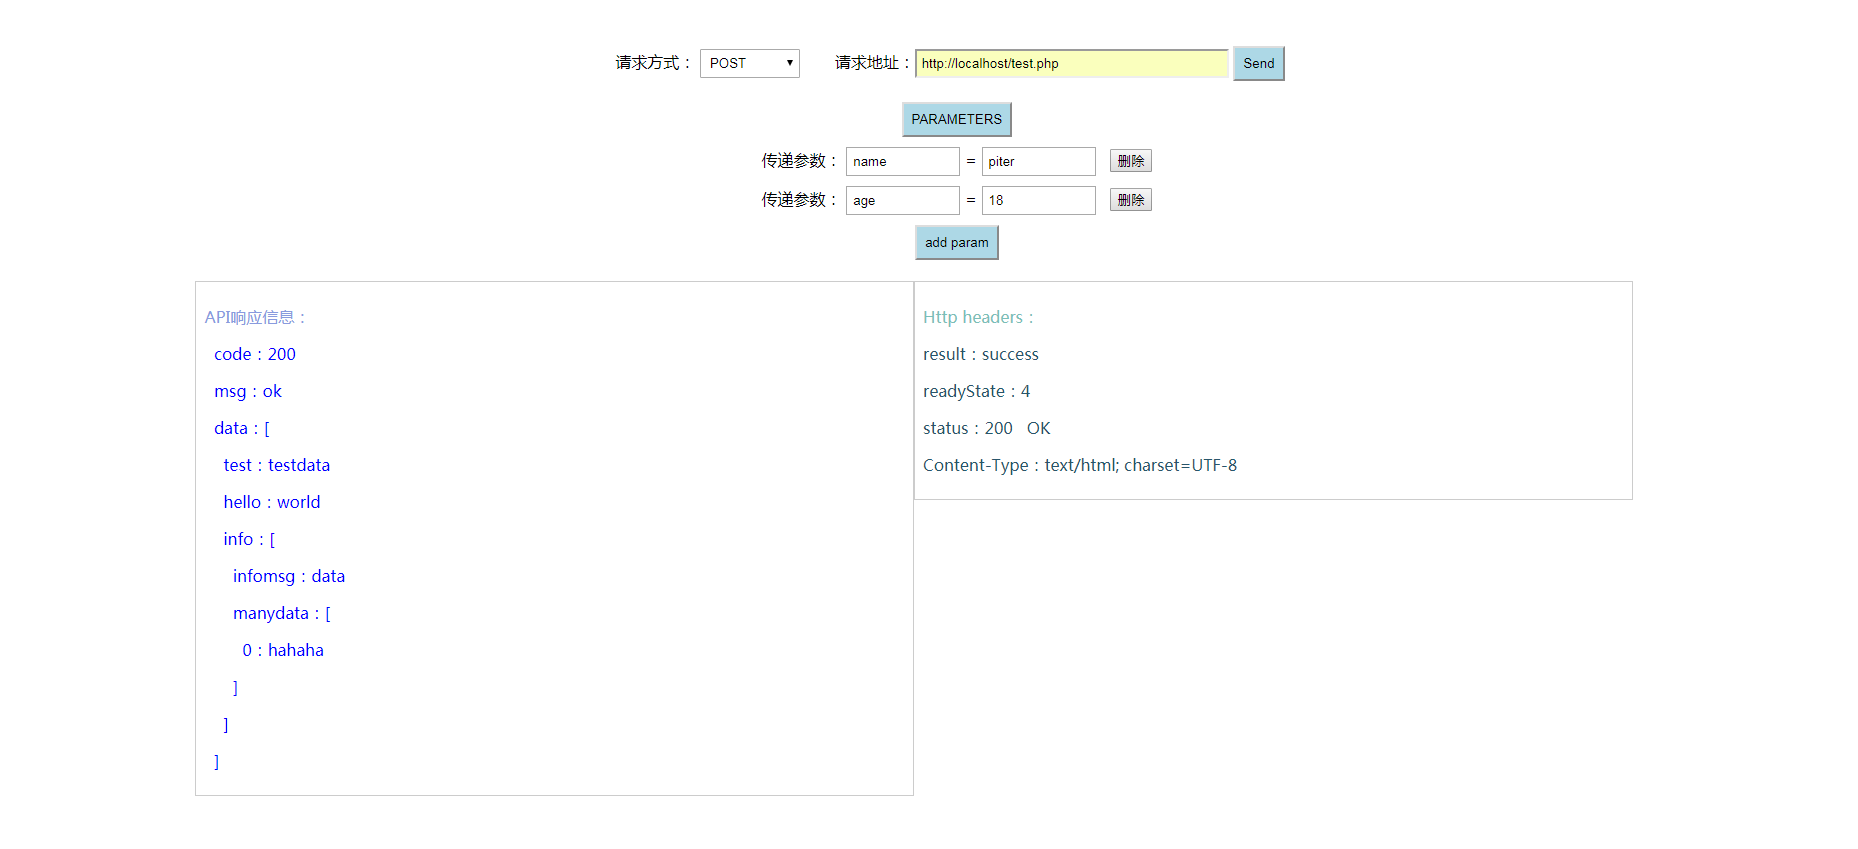 请求方式： POST 请求地址： http://localhost/test.php Send
PARAMETERS
传递参数： name = piter 删除
传递参数： age = 18 删除
add param
API响应信息：
code：200
msg：ok
data：[
test：testdata
hello：world
info：[
infomsg：data
manydata：[
0：hahaha
]
]
]
Http headers：
result：success
readyState：4
status：200 OK
Content-Type：text/html; charset=UTF-8